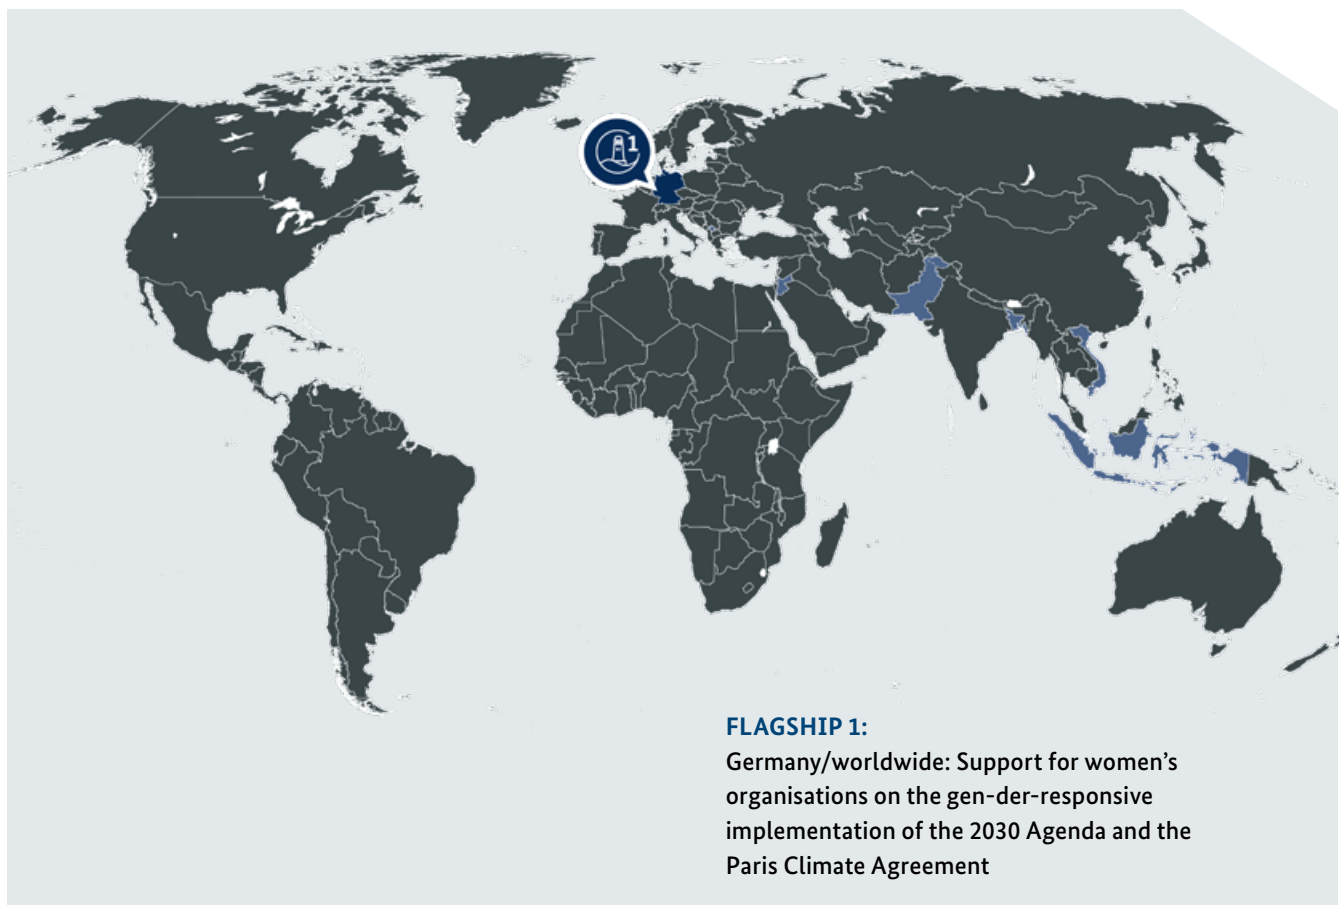 1
FLAGSHIP 1:
Germany/worldwide: Support for women’s
organisations on the gen-der-responsive
implementation of the 2030 Agenda and the
Paris Climate Agreement